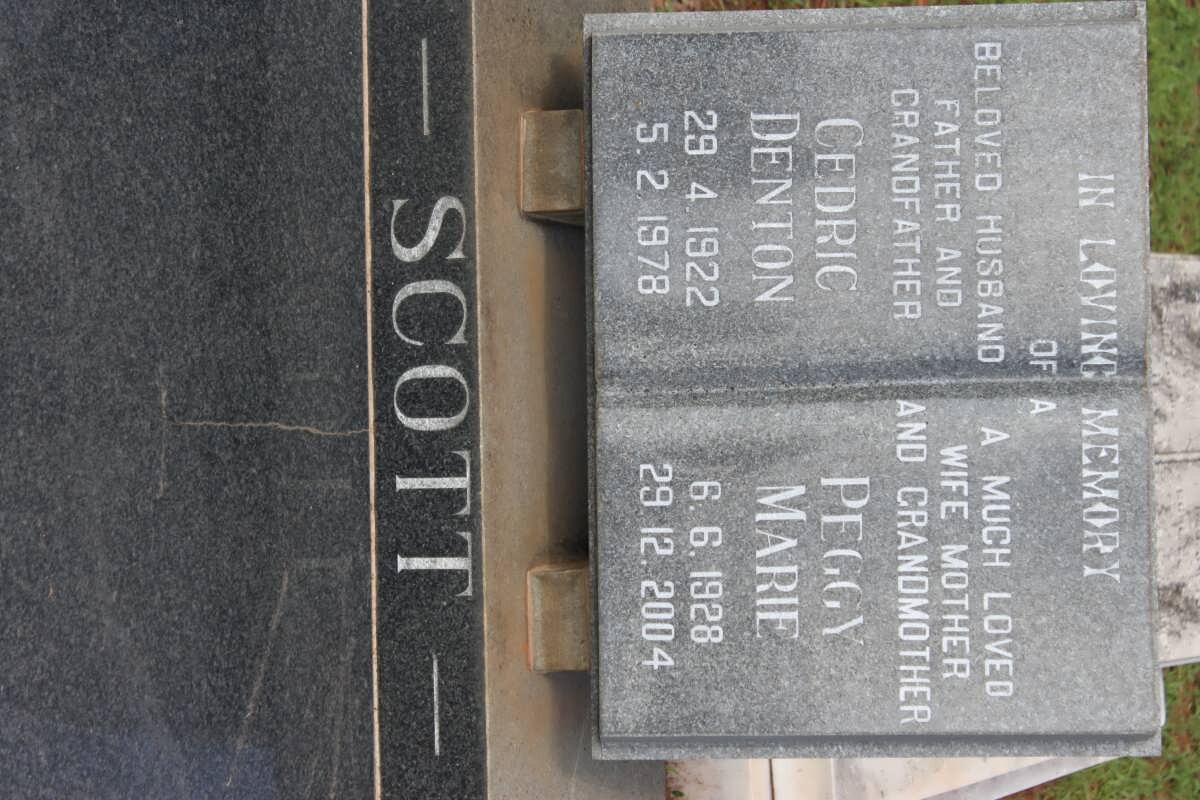 IN LOVING MEMORY
OF A
BELOVED HUSBAND
FATHER AND
GRANDFATHER
CEDRIC
DENTON
29. 4. 1922
5. 2. 1978
A MUCH LOVED
WIFE MOTHER
AND GRANDMOTHER
PEGGY
MARIE
6. 6. 1928
29. 12. 2004
— SCOTT —